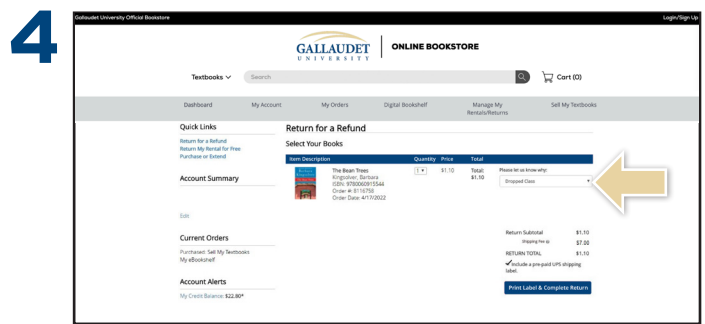 4
Gallaudet University Official Bookstore
Login/Sign Up
GALLAUDET
UNIVERSITY
ONLINE BOOKSTORE
Textbooks
Search
Cart (0)
Dashboard My Account My Orders Digital Bookshelf Manage My Rentals/Returns Sell My Textbooks
Quick Links
Return for a Refund
Return My Rental for Free
Purchase or Extend
Account Summary
Edit
Current Orders
Purchased: Sell My Textbooks
My eBookshelf
Account Alerts
My Credit Balance: $22.80*
Return for a Refund
Select Your Books
Item Description Quantity Price Total
The Bean Trees 1 $1.10 Total: Please let us know why:
Kingsolver, Barbara $1.10 Dropped Class
ISBN: 9780060915544
Order #: 8116758
Order Date: 4/17/2022
Return Subtotal $1.10
Shipping Fee $7.00
RETURN TOTAL $1.10
Include a pre-paid UPS shipping
label.
Print Label & Complete Return